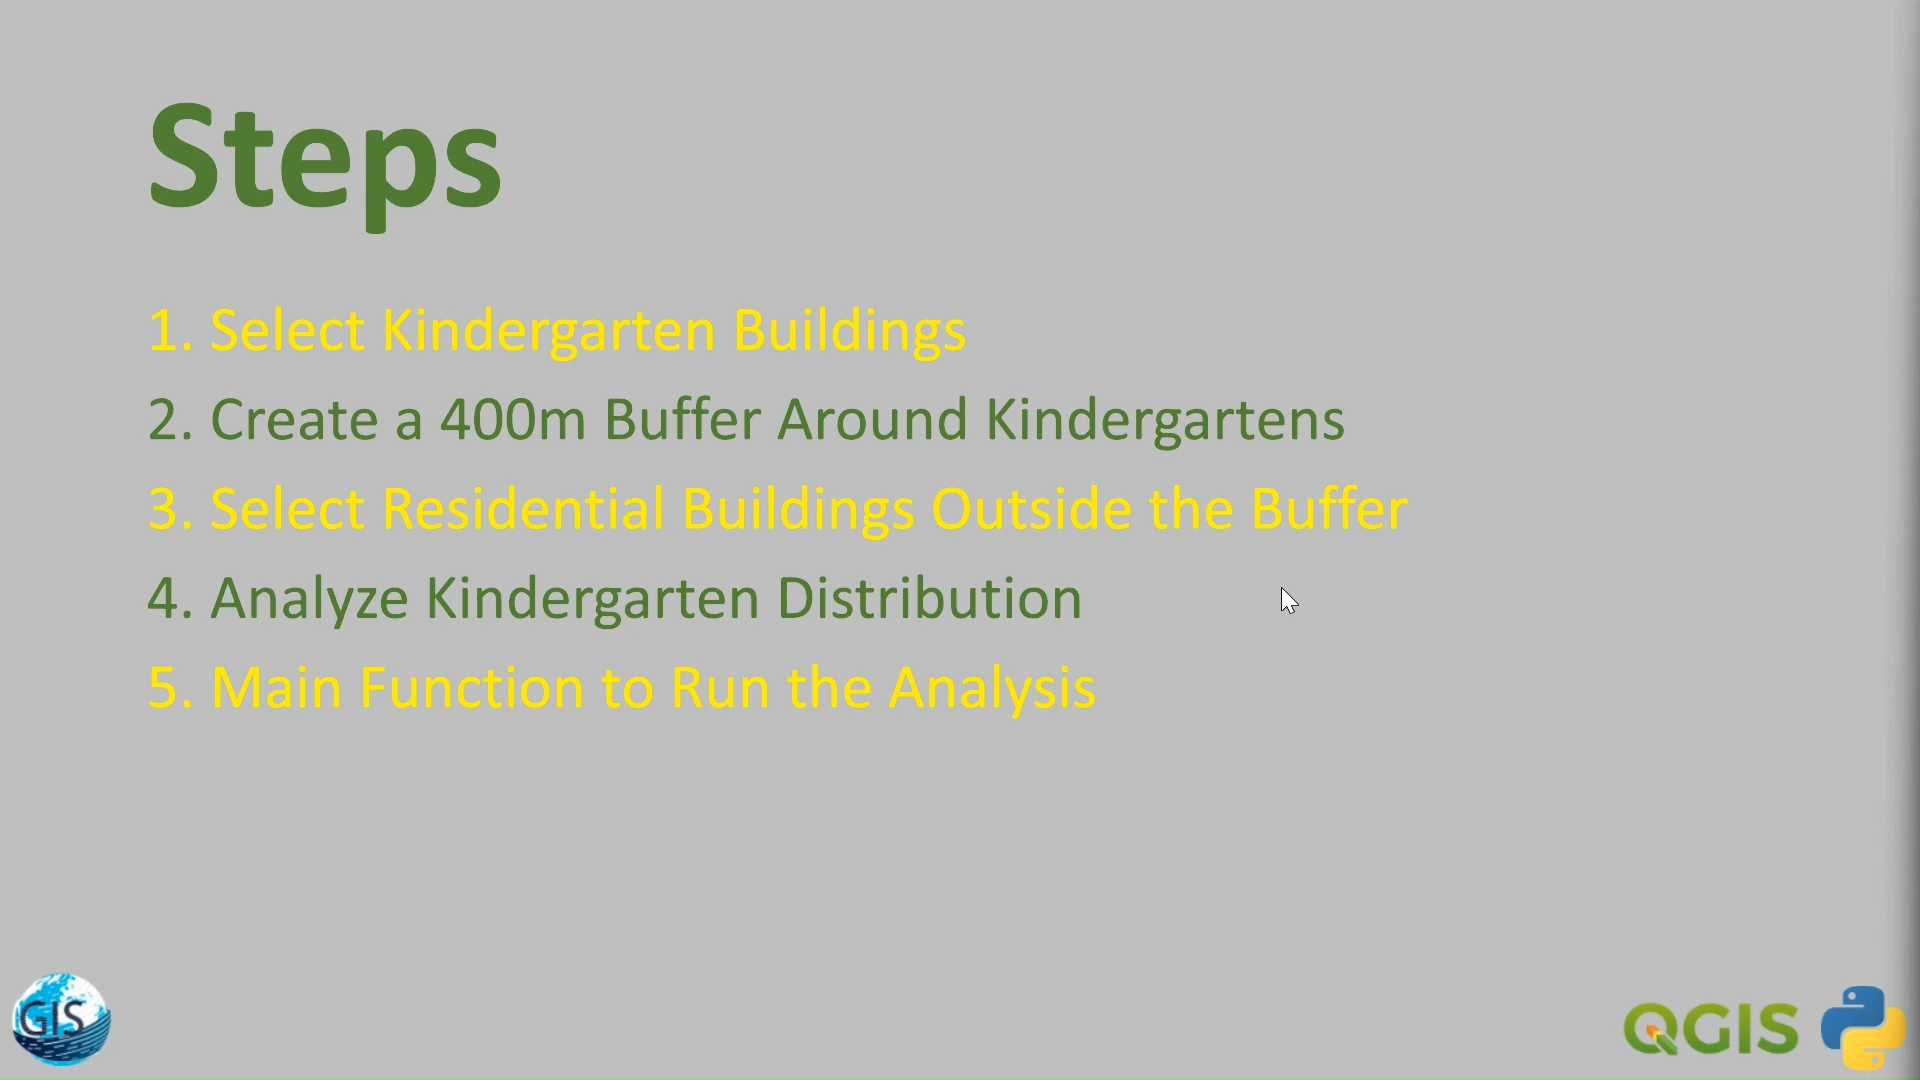 Steps
1. Select Kindergarten Buildings
2. Create a 400m Buffer Around Kindergartens
3. Select Residential Buildings Outside the Buffer
4. Analyze Kindergarten Distribution
5. Main Function to Run the Analysis
GIS
QGIS